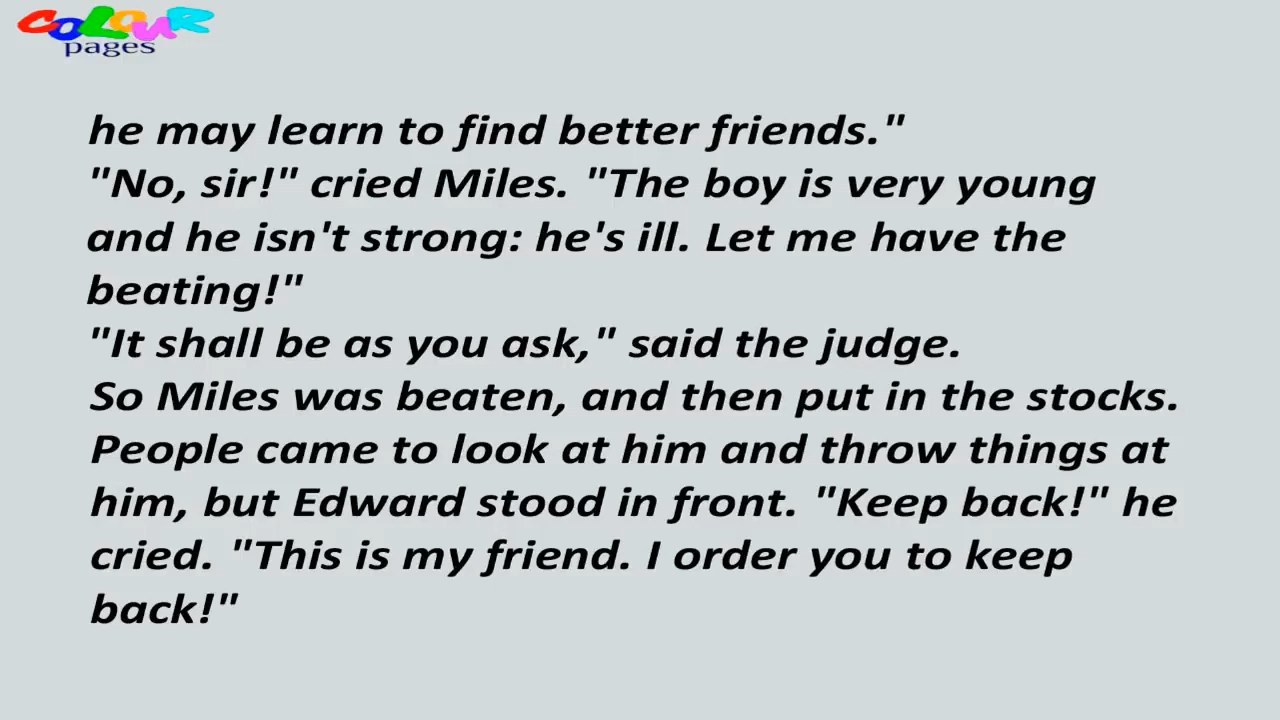 COLOUR
pages
he may learn to find better friends."
"No, sir!" cried Miles. "The boy is very young
and he isn't strong: he's ill. Let me have the
beating!"
"It shall be as you ask," said the judge.
So Miles was beaten, and then put in the stocks.
People came to look at him and throw things at
him, but Edward stood in front. "Keep back!" he
cried. "This is my friend. I order you to keep
back!"